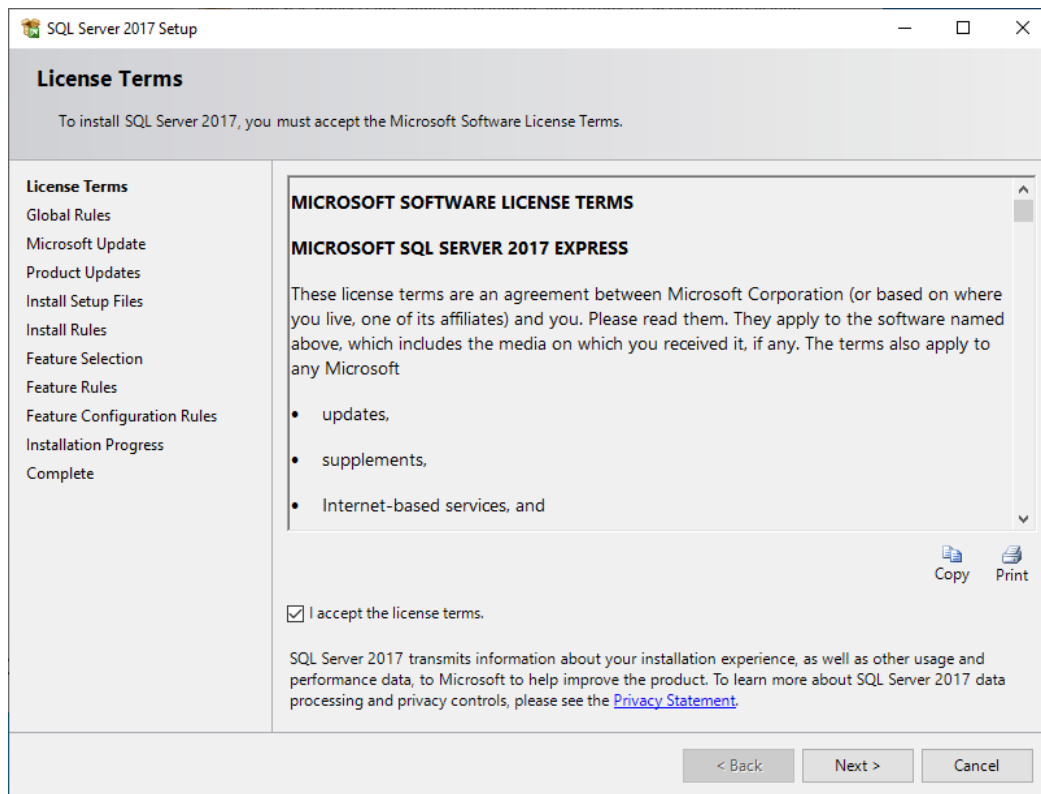 SQL Server 2017 Setup
License Terms
To install SQL Server 2017, you must accept the Microsoft Software License Terms.
License Terms
Global Rules
Microsoft Update
Product Updates
Install Setup Files
Install Rules
Feature Selection
Feature Rules
Feature Configuration Rules
Installation Progress
Complete
MICROSOFT SOFTWARE LICENSE TERMS
MICROSOFT SQL SERVER 2017 EXPRESS
These license terms are an agreement between Microsoft Corporation (or based on where
you live, one of its affiliates) and you. Please read them. They apply to the software named
above, which includes the media on which you received it, if any. The terms also apply to
any Microsoft
• updates,
• supplements,
• Internet-based services, and
Copy
Print
I accept the license terms.
SQL Server 2017 transmits information about your installation experience, as well as other usage and
performance data, to Microsoft to help improve the product. To learn more about SQL Server 2017 data
processing and privacy controls, please see the Privacy Statement.
< Back
Next >
Cancel